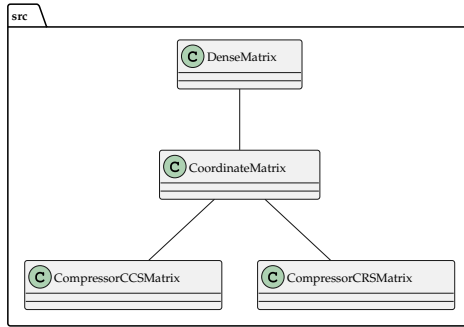 src
C DenseMatrix
C CoordinateMatrix
C CompressorCCSMatrix
C CompressorCRSMatrix